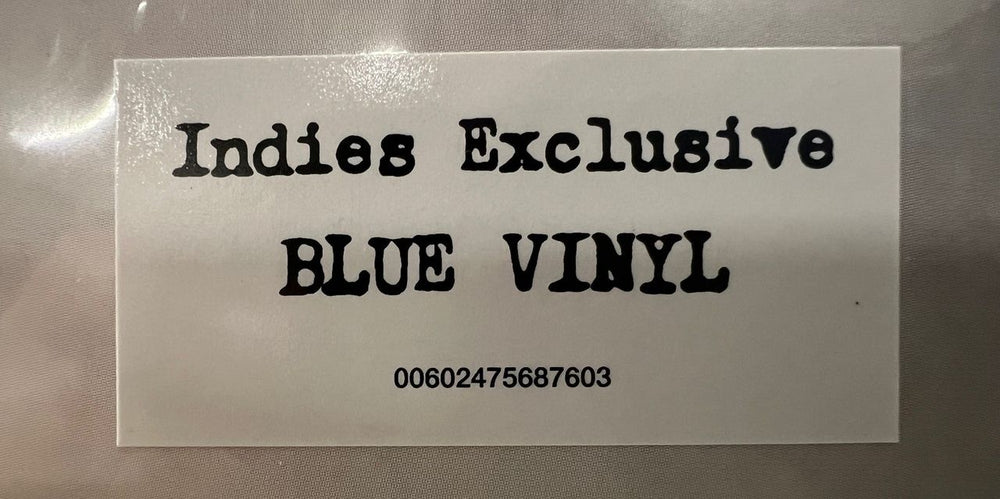 Indies Exclusive
BLUE VINYL
00602475687603